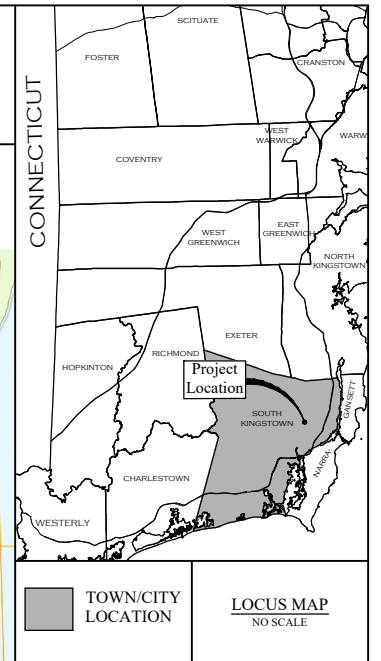 SCITUATE
FOSTER
CRANSTON
CONNECTICUT
WEST
WARWICK
WARW
COVENTRY
WEST
GREENWICH
EAST
GREENWICH
NORTH
KINGSTOWN
EXETER
RICHMOND
HOPKINTON
Project
Location
SOUTH
KINGSTOWN
NARRA-
GANSETT
CHARLESTOWN
WESTERLY
TOWN/CITY
LOCATION
LOCUS MAP
NO SCALE